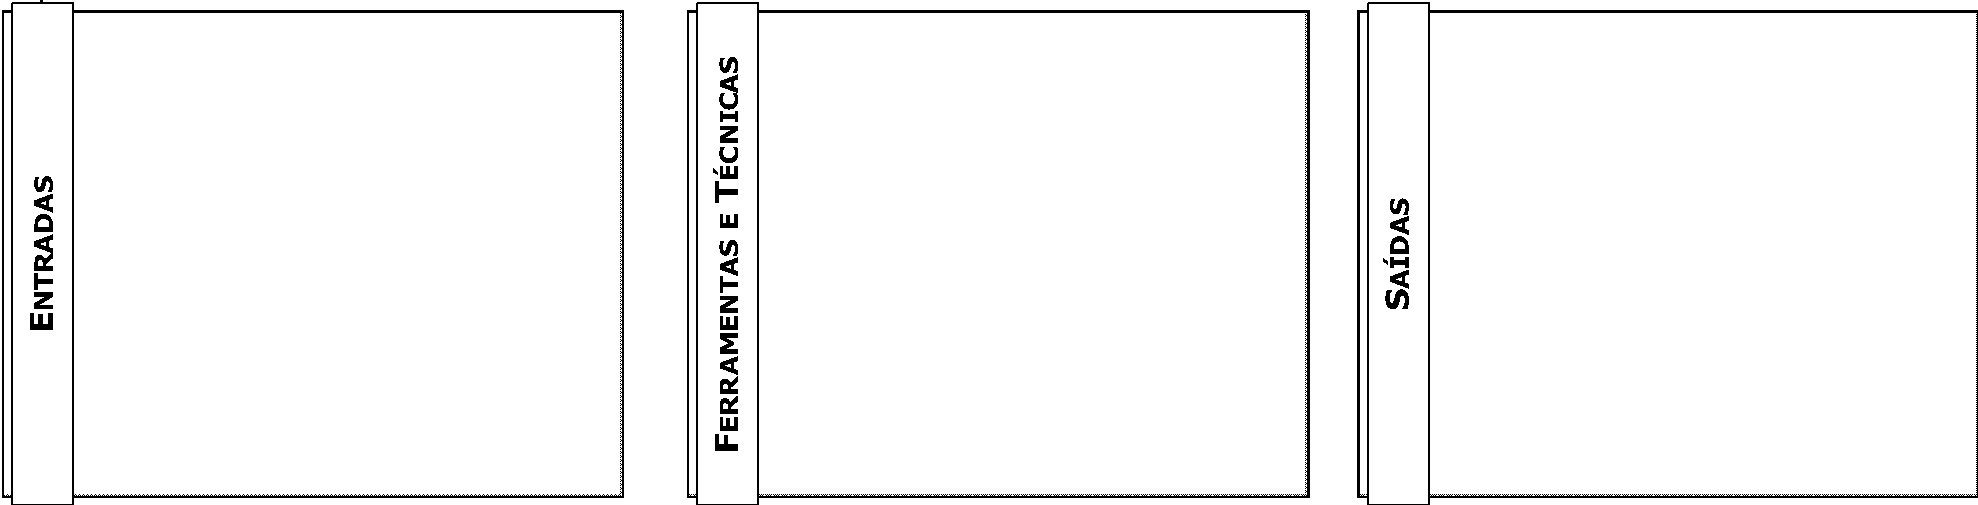 ENTRADAS
FERRAMENTAS E TÉCNICAS
SAÍDAS